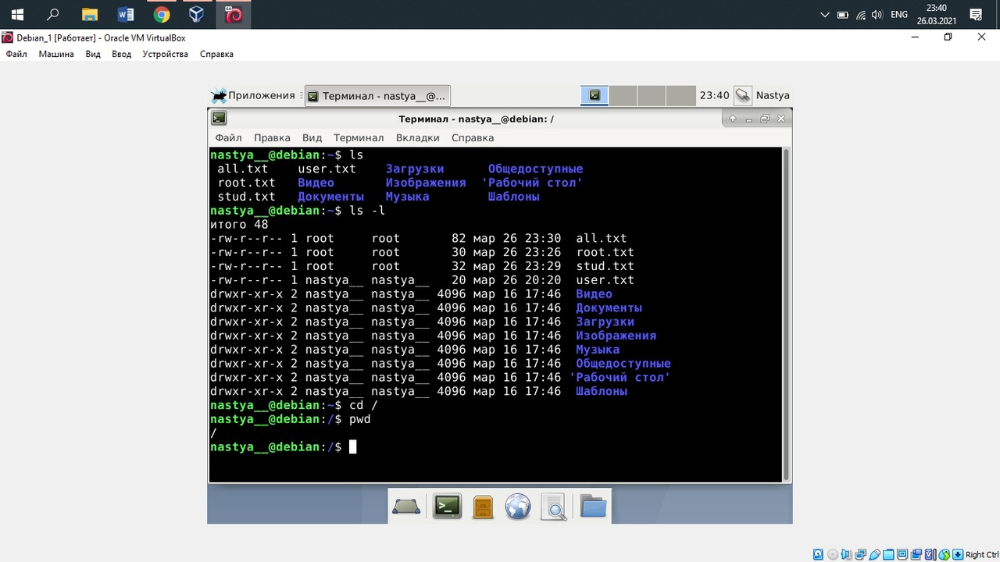 23:40
ENG
26.03.2021
Debian_1 [Работает] - Oracle VM VirtualBox
Файл Машина Вид Ввод Устройства Справка
Приложения Терминал - nastya__@... 23:40 Nastya
Терминал - nastya__@debian: /
Файл Правка Вид Терминал Вкладки Справка
nastya__@debian:~$ ls
all.txt user.txt Загрузки Общедоступные
root.txt Видео Изображения 'Рабочий стол'
stud.txt Документы Музыка Шаблоны
nastya__@debian:~$ ls -l
итого 48
-rw-r--r-- 1 root root 82 мар 26 23:30 all.txt
-rw-r--r-- 1 root root 30 мар 26 23:26 root.txt
-rw-r--r-- 1 root root 32 мар 26 23:29 stud.txt
-rw-r--r-- 1 nastya__ nastya__ 20 мар 26 20:20 user.txt
drwxr-xr-x 2 nastya__ nastya__ 4096 мар 16 17:46 Видео
drwxr-xr-x 2 nastya__ nastya__ 4096 мар 16 17:46 Документы
drwxr-xr-x 2 nastya__ nastya__ 4096 мар 16 17:46 Загрузки
drwxr-xr-x 2 nastya__ nastya__ 4096 мар 16 17:46 Изображения
drwxr-xr-x 2 nastya__ nastya__ 4096 мар 16 17:46 Музыка
drwxr-xr-x 2 nastya__ nastya__ 4096 мар 16 17:46 Общедоступные
drwxr-xr-x 2 nastya__ nastya__ 4096 мар 16 17:46 'Рабочий стол'
drwxr-xr-x 2 nastya__ nastya__ 4096 мар 16 17:46 Шаблоны
nastya__@debian:~$ cd /
nastya__@debian:/$ pwd
/
nastya__@debian:/$
Right Ctrl